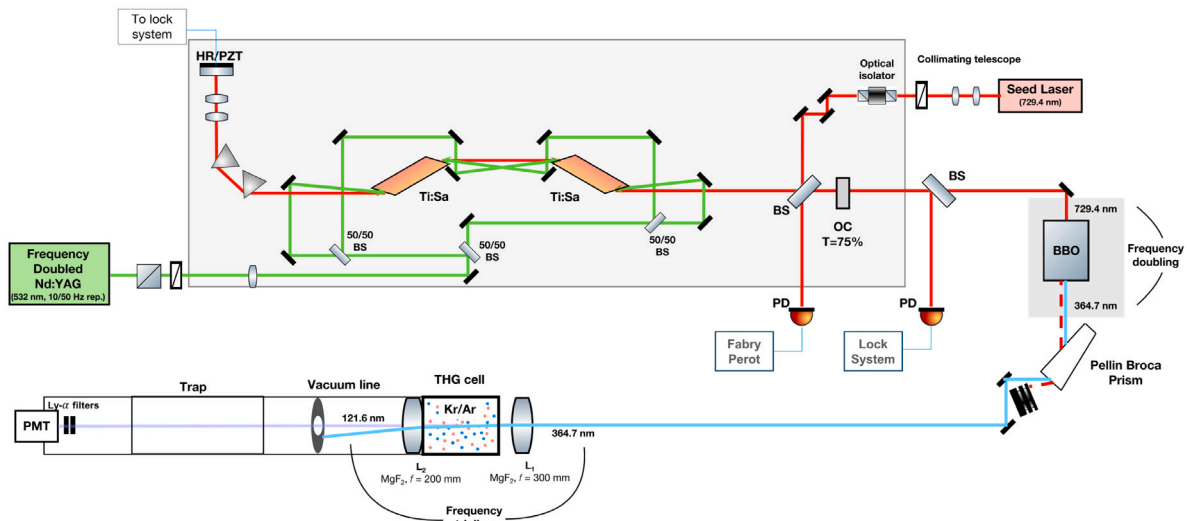 To lock
system
HR/PZT
Optical
isolator
Collimating telescope
Seed Laser
(729.4 nm)
Ti:Sa
Ti:Sa
BS
OC
T=75%
BS
729.4 nm
BBO
364.7 nm
Frequency
doubling
50/50
BS
50/50
BS
50/50
BS
Frequency
Doubled
Nd:YAG
(532 nm, 10/50 Hz rep.)
PD
PD
Fabry
Perot
Lock
System
Pellin Broca
Prism
PMT
Ly-α filters
Trap
Vacuum line
121.6 nm
THG cell
Kr/Ar
364.7 nm
L2
MgF2, f = 200 mm
L1
MgF2, f = 300 mm
Frequency